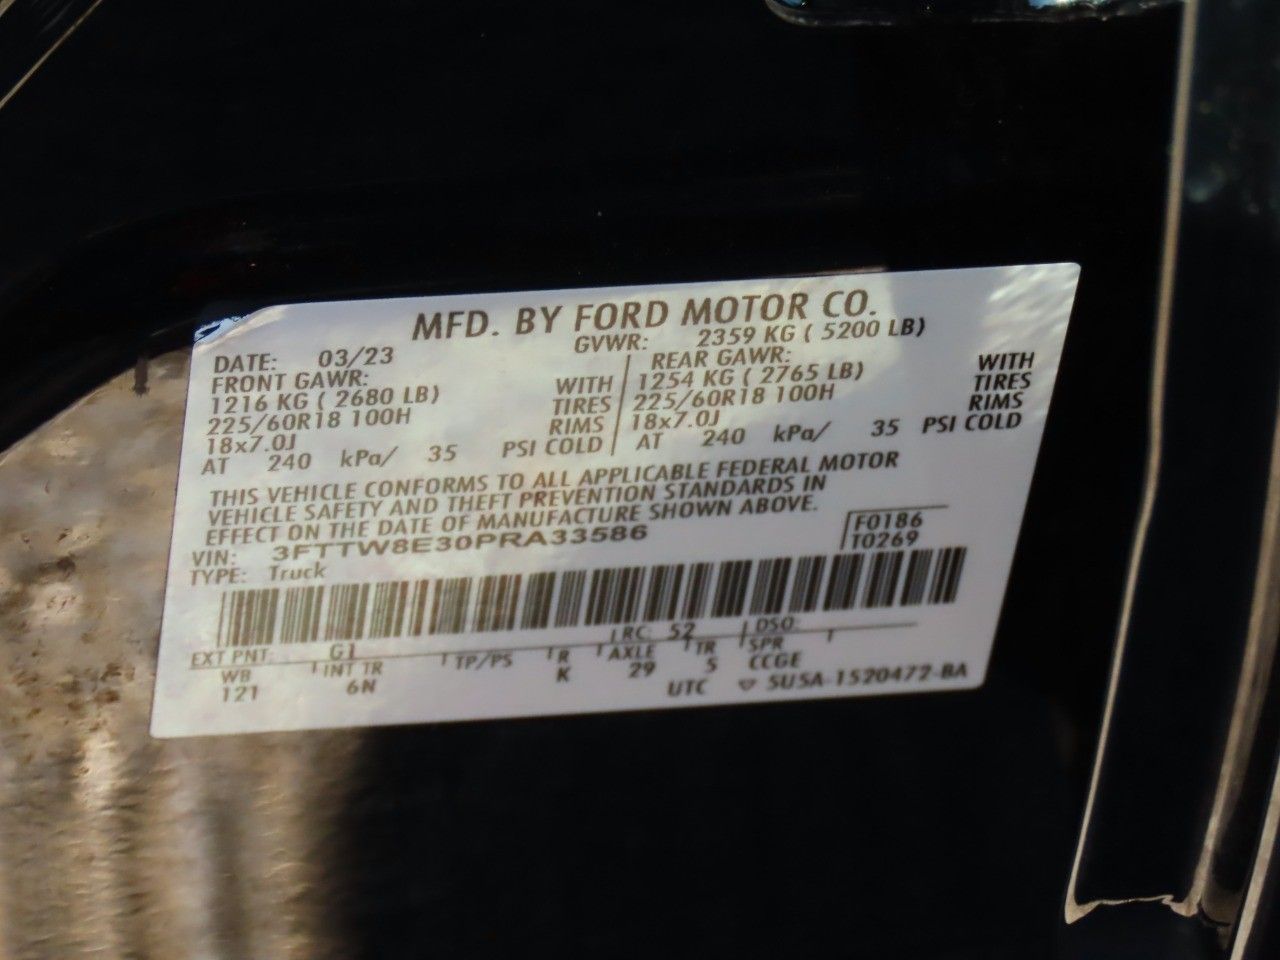 MFD. BY FORD MOTOR CO.
DATE: 03/23 GVWR: 2359 KG ( 5200 LB)
FRONT GAWR: REAR GAWR:
1216 KG ( 2680 LB) WITH 1254 KG ( 2765 LB) WITH
225/60R18 100H TIRES 225/60R18 100H TIRES
18x7.0J RIMS 18x7.0J RIMS
AT 240 kPa/ 35 PSI COLD AT 240 kPa/ 35 PSI COLD
THIS VEHICLE CONFORMS TO ALL APPLICABLE FEDERAL MOTOR
VEHICLE SAFETY AND THEFT PREVENTION STANDARDS IN
EFFECT ON THE DATE OF MANUFACTURE SHOWN ABOVE.
VIN: 3FTTW8E30PRA33586 F0186
TYPE: Truck T0269
EXT PNT: G1 RC: 52 DSO:
WB INT TR TP/PS R AXLE TR SPR
121 6N K 29 5 CCGE
UTC ▽ 5U5A-1520472-BA